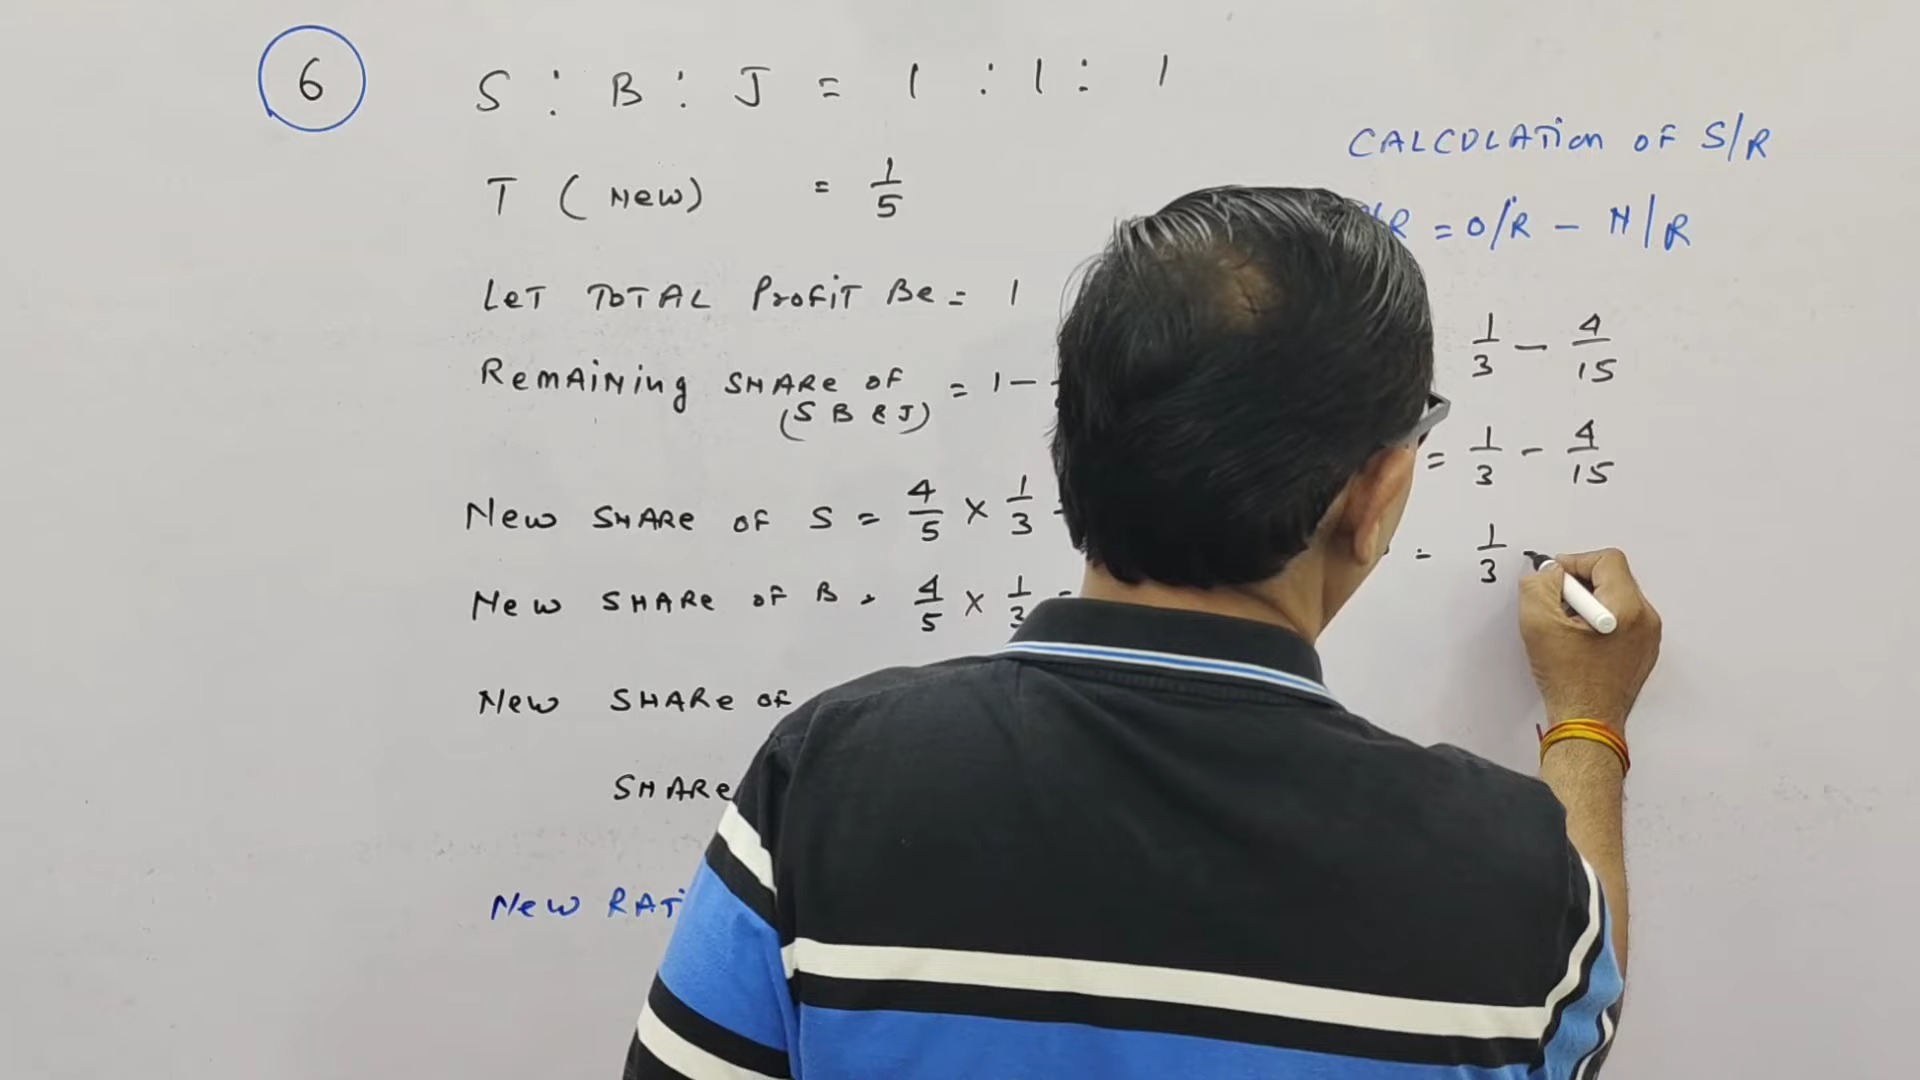 6
S : B : J = 1 : 1 : 1
T (New) = 1/5
LeT TOTAL ProFiT Be = 1
RemAining SHARe OF = 1 -
(S B & J)
New SHARe OF S = 4/5 × 1/3 =
New SHARe OF B = 4/5 × 1/3 =
New SHARe OF
SHARe
New
CALCULATion OF S/R
= O/R - N/R
1/3 - 4/15
= 1/3 - 4/15
= 1/3 -